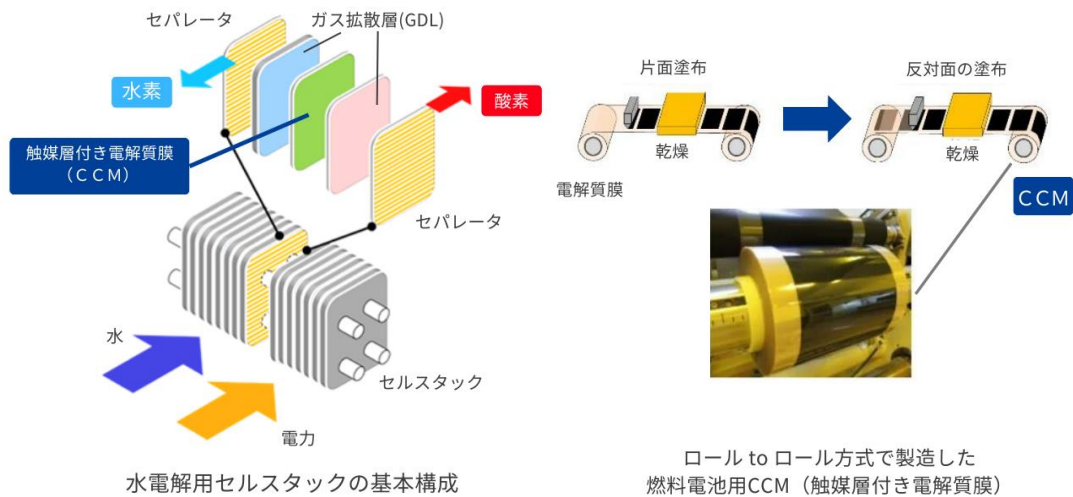 セパレータ
ガス拡散層(GDL)
水素
酸素
触媒層付き電解質膜
（ＣＣＭ）
セパレータ
水
電力
セルスタック
水電解用セルスタックの基本構成
片面塗布
反対面の塗布
乾燥
乾燥
電解質膜
ＣＣＭ
ロール to ロール方式で製造した
燃料電池用CCM（触媒層付き電解質膜）